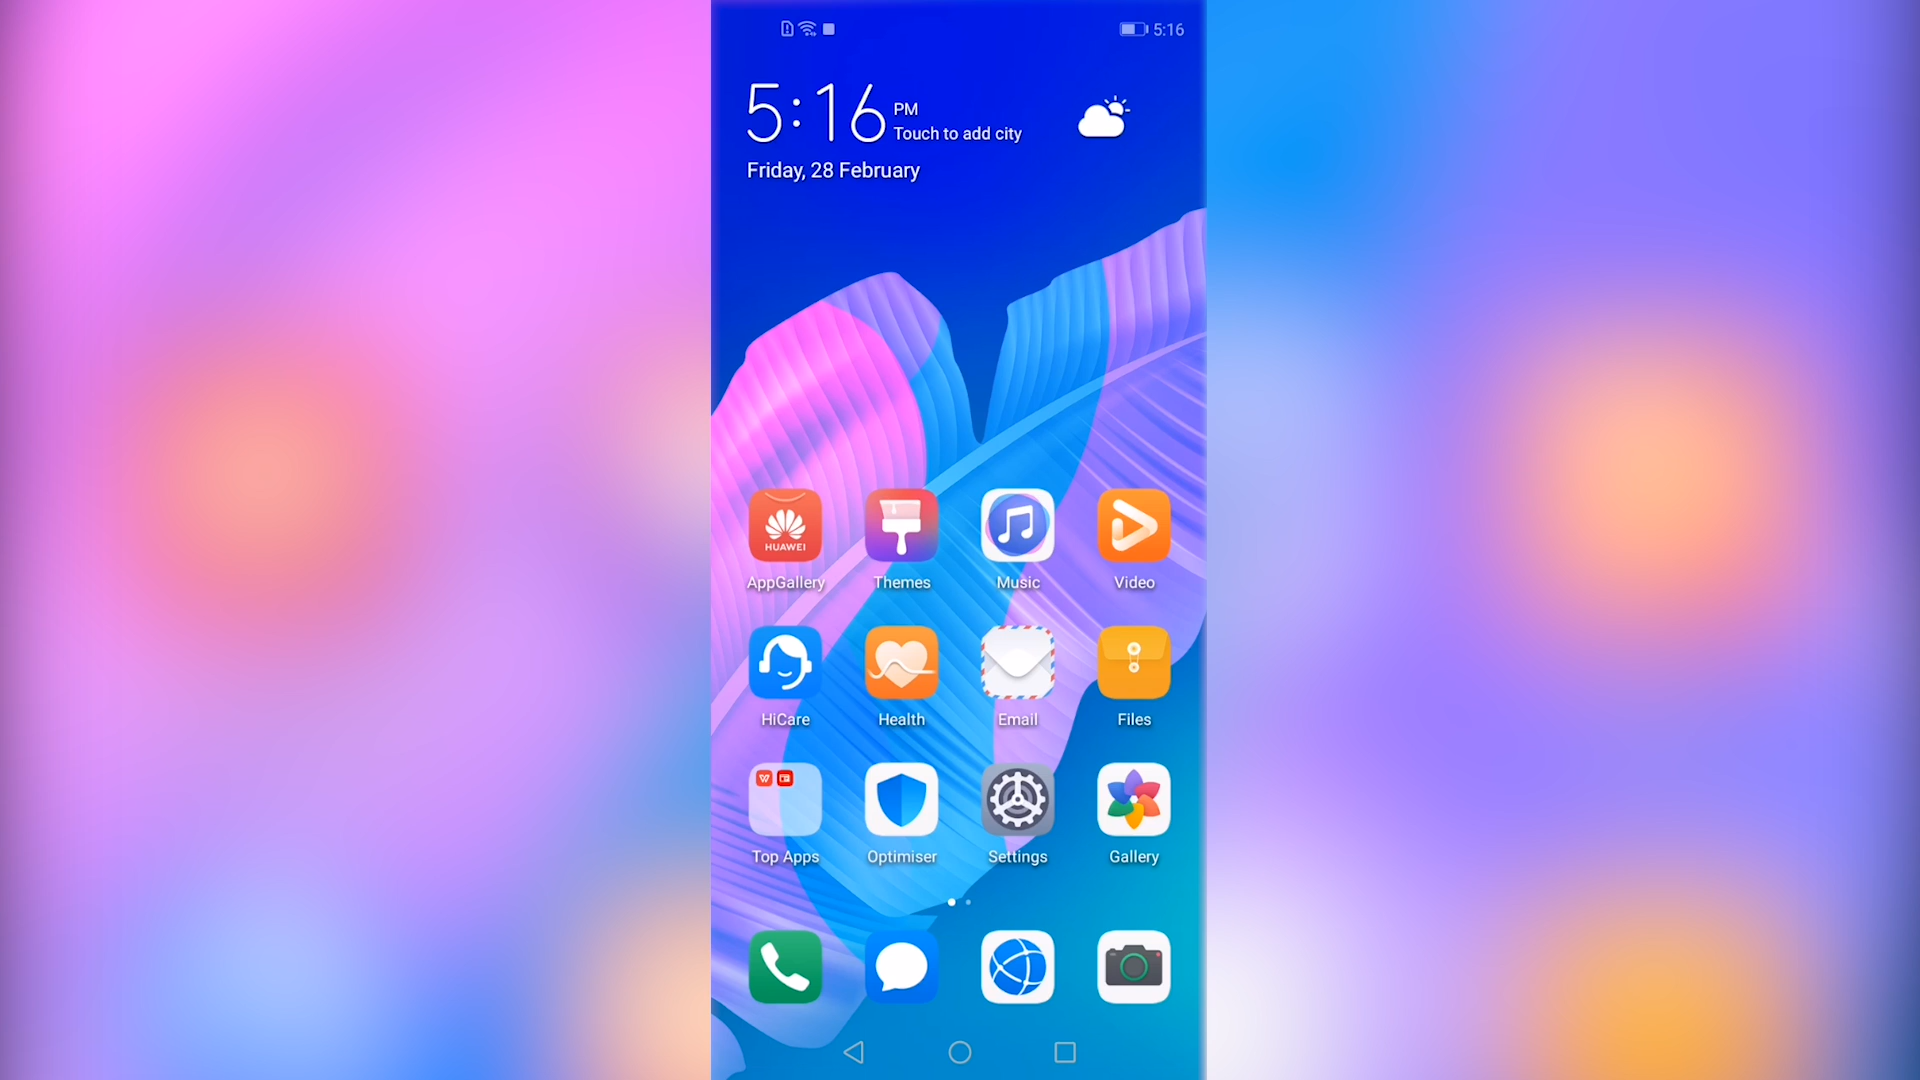 5:16
5:16 PM
Touch to add city
Friday, 28 February
HUAWEI
AppGallery
Themes
Music
Video
HiCare
Health
Email
Files
Top Apps
Optimiser
Settings
Gallery